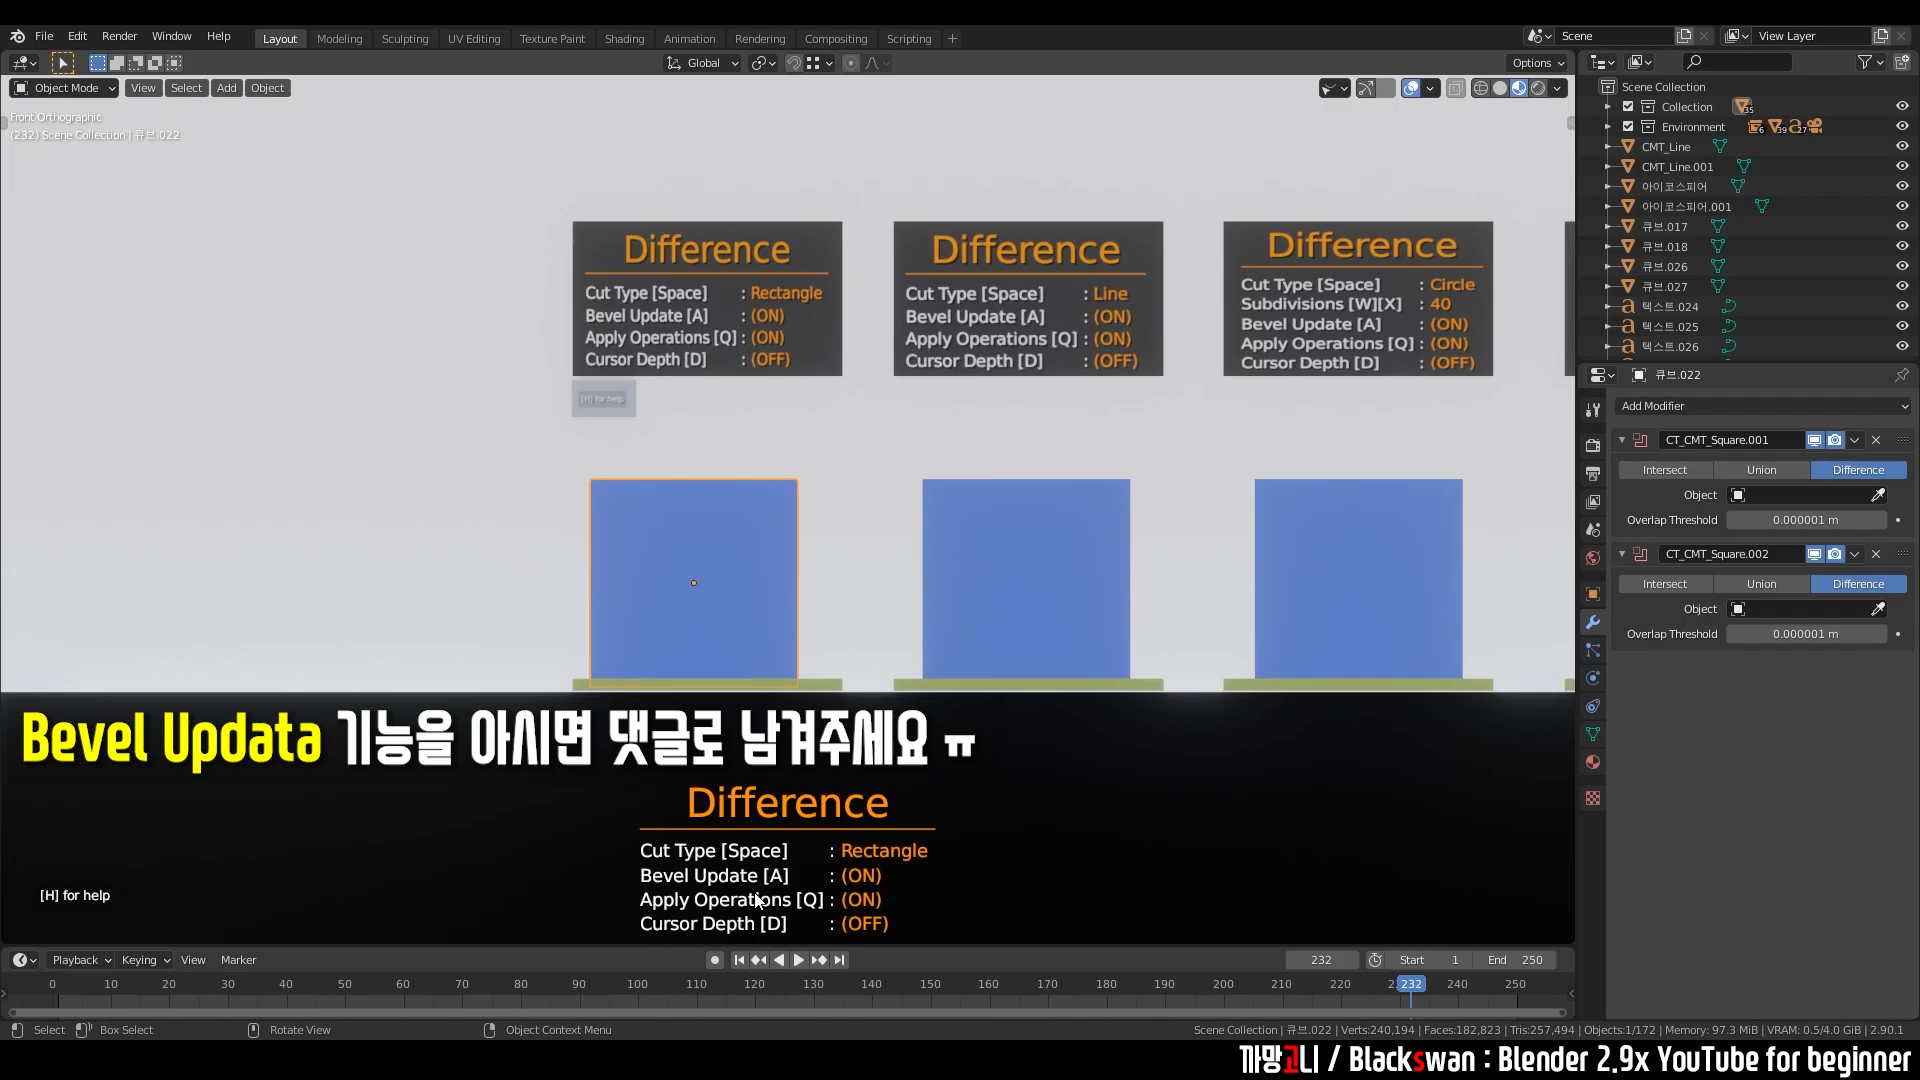 File Edit Render Window Help Layout Modeling Sculpting UV Editing Texture Paint Shading Animation Rendering Compositing Scripting + Scene View Layer
Global Options
Object Mode View Select Add Object
Front Orthographic
(232) Scene Collection | 큐브.022
Difference
Cut Type [Space] : Rectangle
Bevel Update [A] : (ON)
Apply Operations [Q] : (ON)
Cursor Depth [D] : (OFF)
[H] for help
Difference
Cut Type [Space] : Line
Bevel Update [A] : (ON)
Apply Operations [Q] : (ON)
Cursor Depth [D] : (OFF)
Difference
Cut Type [Space] : Circle
Subdivisions [W][X] : 40
Bevel Update [A] : (ON)
Apply Operations [Q] : (ON)
Cursor Depth [D] : (OFF)
Bevel Updata 기능을 아시면 댓글로 남겨주세요 ㅠ
Difference
Cut Type [Space] : Rectangle
Bevel Update [A] : (ON)
Apply Operations [Q] : (ON)
Cursor Depth [D] : (OFF)
[H] for help
Scene Collection
Collection 35
Environment 6 39 27
CMT_Line
CMT_Line.001
아이코스피어
아이코스피어.001
큐브.017
큐브.018
큐브.026
큐브.027
텍스트.024
텍스트.025
텍스트.026
큐브.022
Add Modifier
CT_CMT_Square.001
Intersect Union Difference
Object
Overlap Threshold 0.000001 m
CT_CMT_Square.002
Intersect Union Difference
Object
Overlap Threshold 0.000001 m
Playback Keying View Marker 232 Start 1 End 250
0 10 20 30 40 50 60 70 80 90 100 110 120 130 140 150 160 170 180 190 200 210 220 232 240 250
Select Box Select Rotate View Object Context Menu Scene Collection | 큐브.022 | Verts:240,194 | Faces:182,823 | Tris:257,494 | Objects:1/172 | Memory: 97.3 MiB | VRAM: 0.5/4.0 GiB | 2.90.1
까망고니 / Blackswan : Blender 2.9x YouTube for beginner